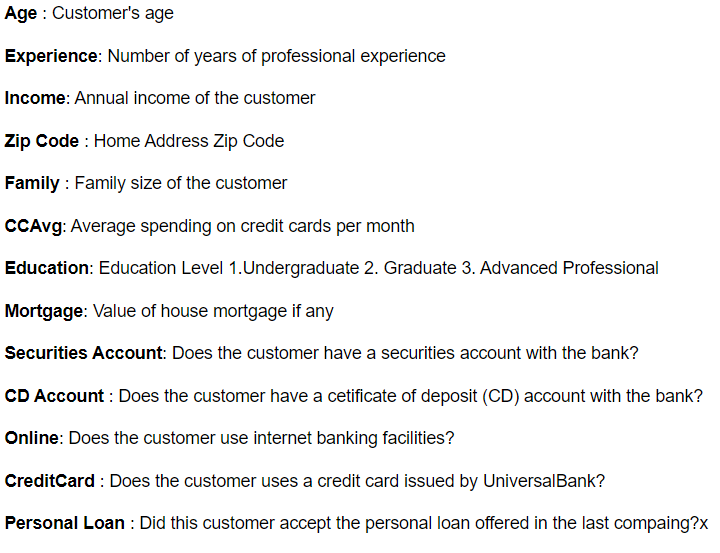 Age : Customer's age
Experience: Number of years of professional experience
Income: Annual income of the customer
Zip Code : Home Address Zip Code
Family : Family size of the customer
CCAvg: Average spending on credit cards per month
Education: Education Level 1.Undergraduate 2. Graduate 3. Advanced Professional
Mortgage: Value of house mortgage if any
Securities Account: Does the customer have a securities account with the bank?
CD Account : Does the customer have a cetificate of deposit (CD) account with the bank?
Online: Does the customer use internet banking facilities?
CreditCard : Does the customer uses a credit card issued by UniversalBank?
Personal Loan : Did this customer accept the personal loan offered in the last compaing?x